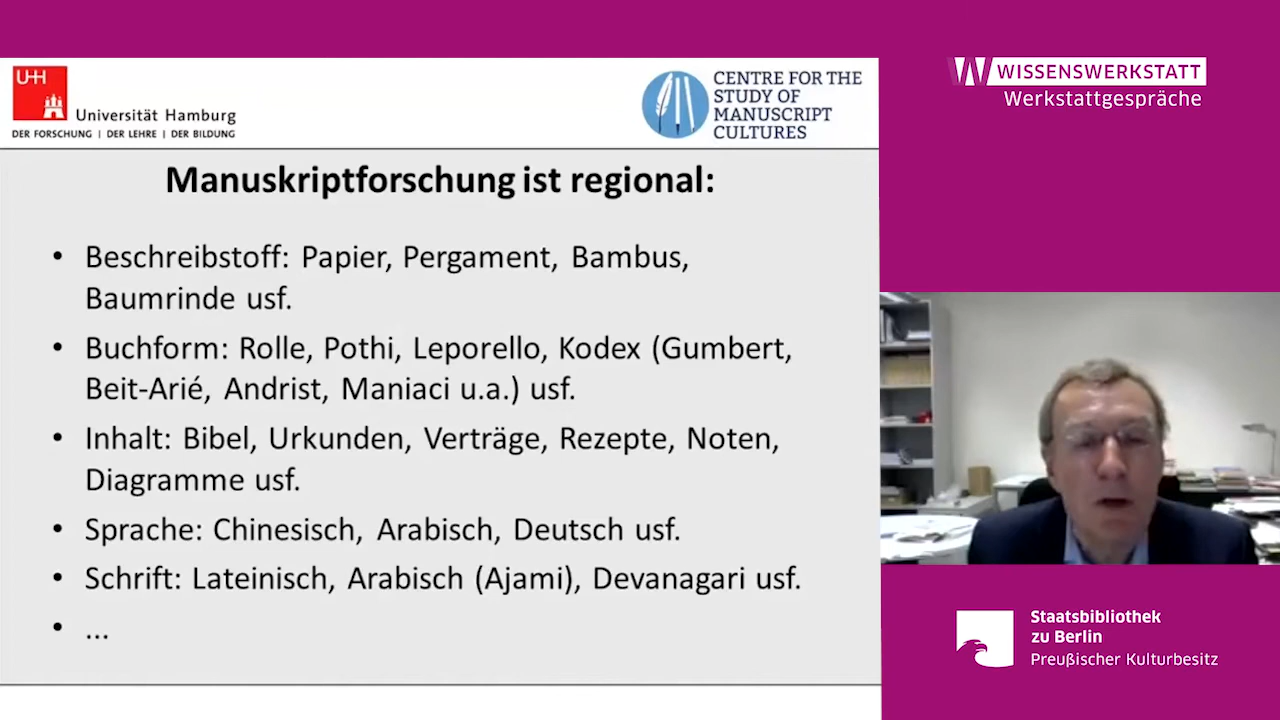 UHH
Universität Hamburg
DER FORSCHUNG | DER LEHRE | DER BILDUNG
CENTRE FOR THE
STUDY OF
MANUSCRIPT
CULTURES
Manuskriptforschung ist regional:
• Beschreibstoff: Papier, Pergament, Bambus,
Baumrinde usf.
• Buchform: Rolle, Pothi, Leporello, Kodex (Gumbert,
Beit-Arié, Andrist, Maniaci u.a.) usf.
• Inhalt: Bibel, Urkunden, Verträge, Rezepte, Noten,
Diagramme usf.
• Sprache: Chinesisch, Arabisch, Deutsch usf.
• Schrift: Lateinisch, Arabisch (Ajami), Devanagari usf.
• ...
W WISSENSWERKSTATT
Werkstattgespräche
Staatsbibliothek
zu Berlin
Preußischer Kulturbesitz